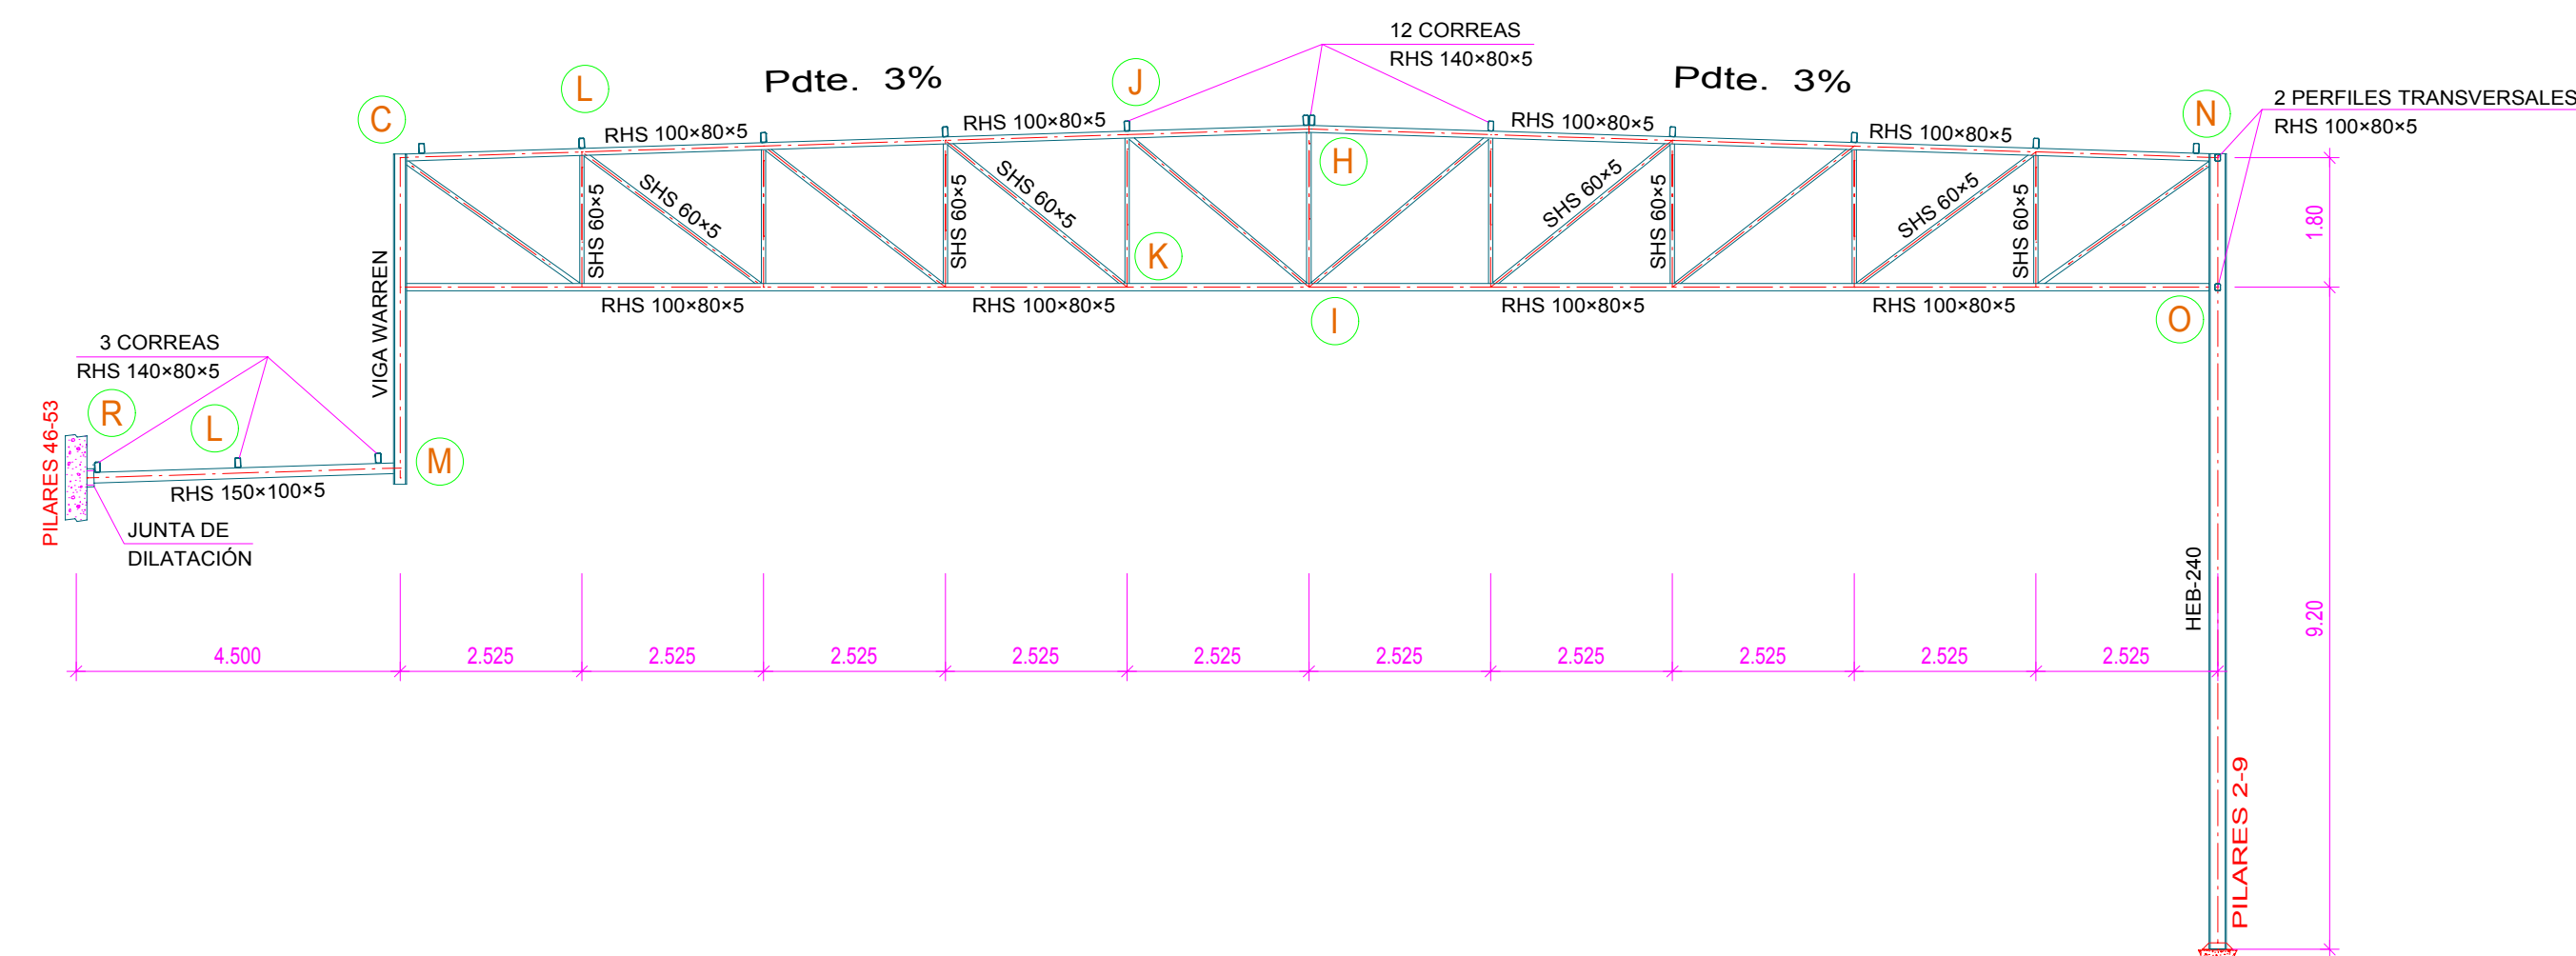 12 CORREAS
RHS 140×80×5
Pdte. 3%
Pdte. 3%
C
L
J
N
2 PERFILES TRANSVERSALES
RHS 100×80×5
RHS 100×80×5
RHS 100×80×5
RHS 100×80×5
RHS 100×80×5
H
SHS 60×5
SHS 60×5
SHS 60×5
SHS 60×5
SHS 60×5
SHS 60×5
SHS 60×5
SHS 60×5
1.80
K
VIGA WARREN
RHS 100×80×5
RHS 100×80×5
RHS 100×80×5
RHS 100×80×5
I
O
3 CORREAS
RHS 140×80×5
R
L
M
PILARES 46-53
RHS 150×100×5
JUNTA DE
DILATACIÓN
HEB-240
9.20
4.500
2.525
2.525
2.525
2.525
2.525
2.525
2.525
2.525
2.525
2.525
PILARES 2-9